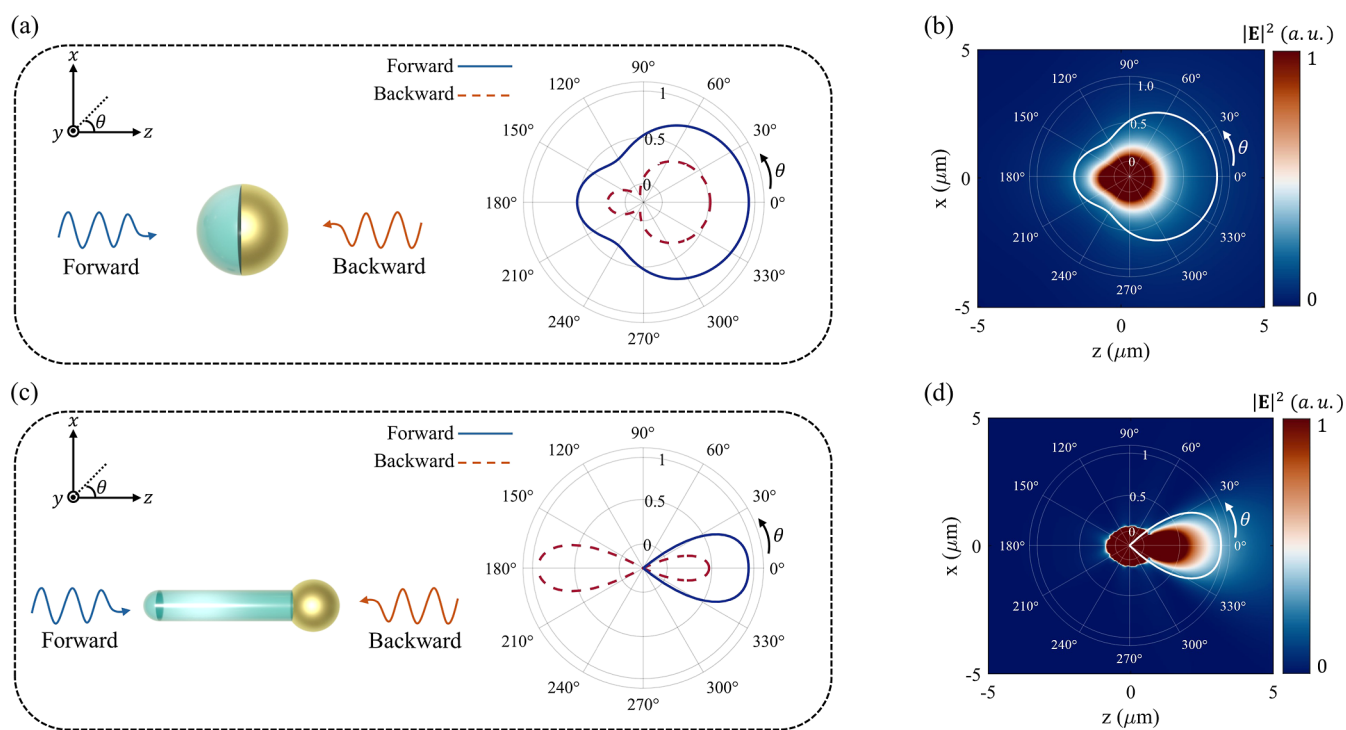 (a)
x
y
θ
z
Forward
Backward
Forward
Backward
90°
120°
60°
150°
30°
180°
0°
210°
330°
240°
300°
270°
1
0.5
0
θ
(b)
|E|² (a.u.)
5
0
-5
x (μm)
-5
0
5
z (μm)
90°
120°
60°
150°
30°
180°
0°
210°
330°
240°
300°
270°
1.0
0.5
0
θ
1
0
(c)
x
y
θ
z
Forward
Backward
Forward
Backward
90°
120°
60°
150°
30°
180°
0°
210°
330°
240°
300°
270°
1
0.5
0
θ
(d)
|E|² (a.u.)
5
0
-5
x (μm)
-5
0
5
z (μm)
90°
120°
60°
150°
30°
180°
0°
210°
330°
240°
300°
270°
1
0.5
0
θ
1
0